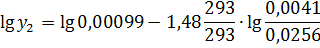 lg y₂ = lg 0,00099 − 1,48 293/293 · lg 0,0041/0,0256